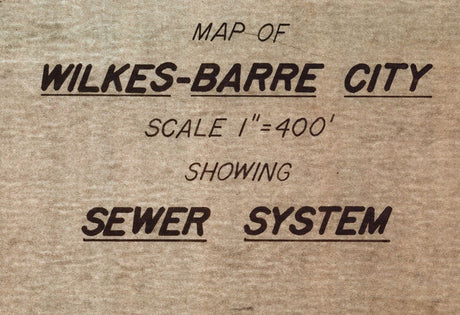 MAP OF
WILKES-BARRE CITY
SCALE 1"=400'
SHOWING
SEWER SYSTEM